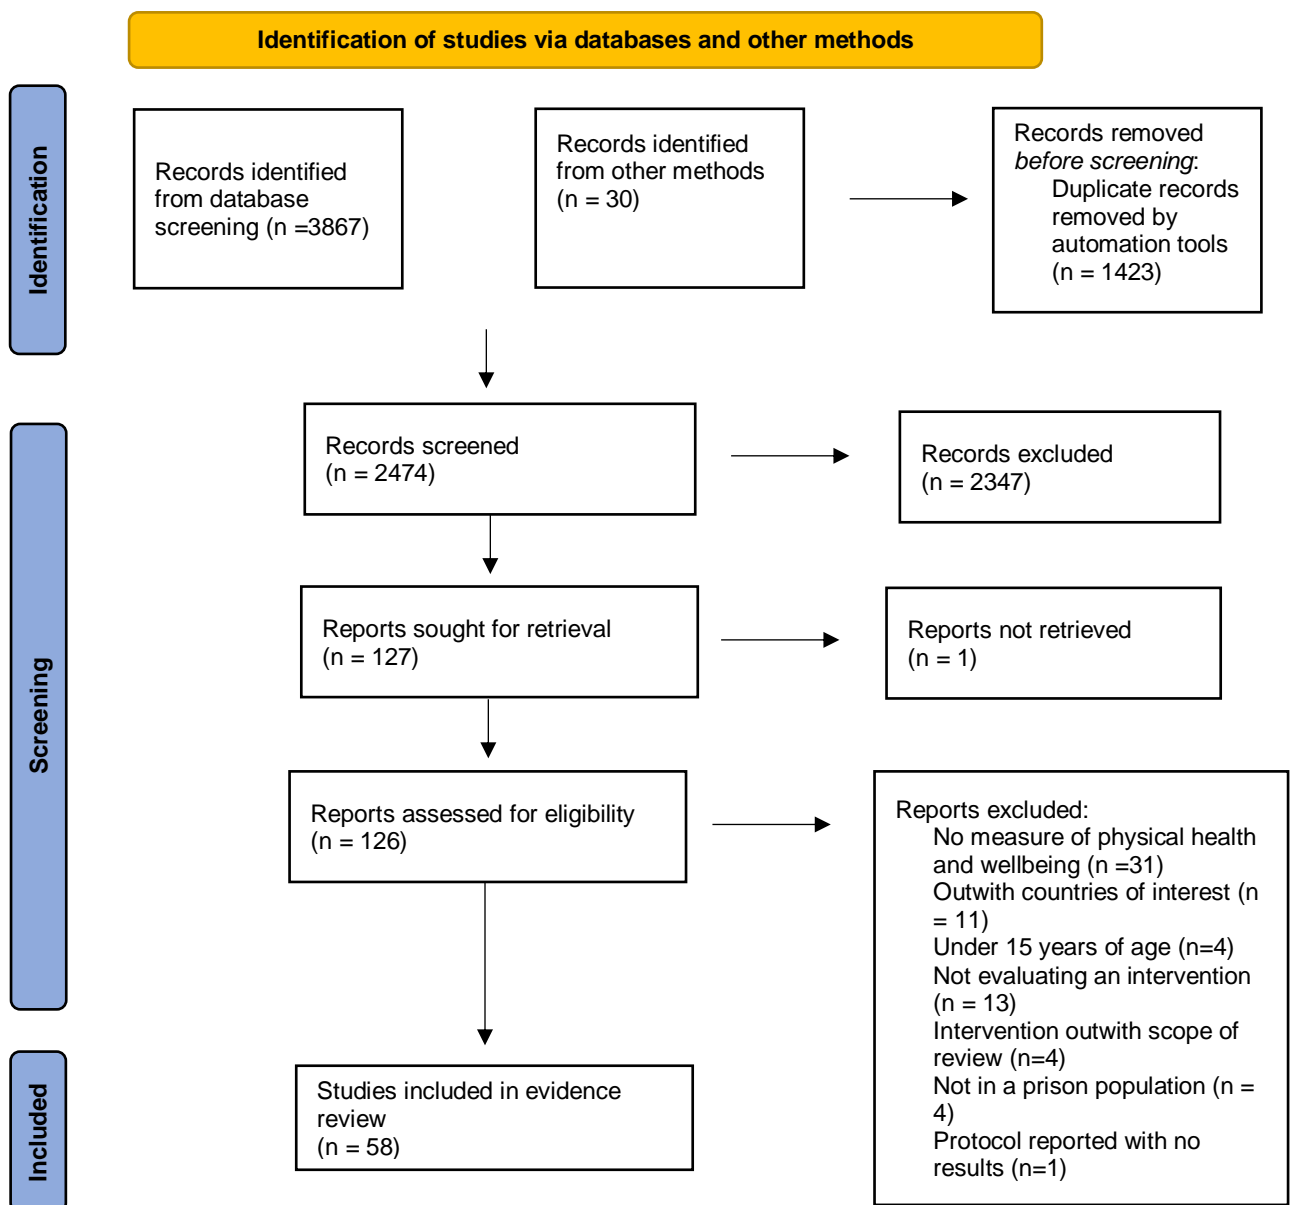 Identification of studies via databases and other methods
Identification
Records identified
from database
screening (n =3867)
Records identified
from other methods
(n = 30)
Records removed
before screening:
Duplicate records
removed by
automation tools
(n = 1423)
Screening
Records screened
(n = 2474)
Records excluded
(n = 2347)
Reports sought for retrieval
(n = 127)
Reports not retrieved
(n = 1)
Reports assessed for eligibility
(n = 126)
Reports excluded:
No measure of physical health
and wellbeing (n =31)
Outwith countries of interest (n
= 11)
Under 15 years of age (n=4)
Not evaluating an intervention
(n = 13)
Intervention outwith scope of
review (n=4)
Not in a prison population (n =
4)
Protocol reported with no
results (n=1)
Included
Studies included in evidence
review
(n = 58)